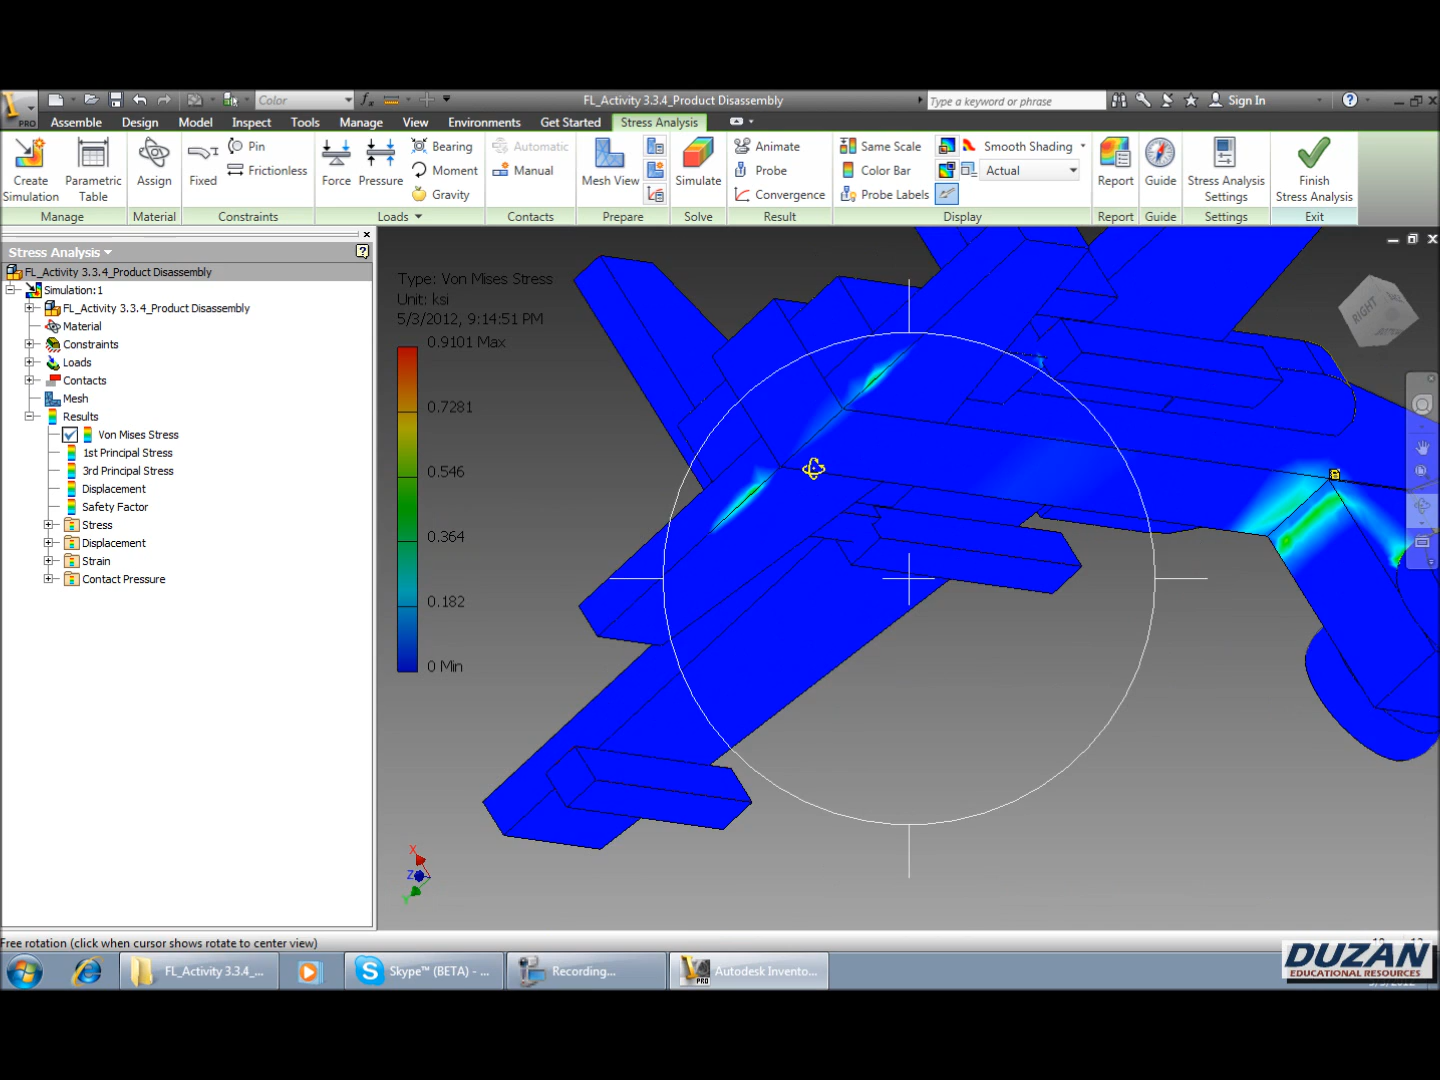 PRO
Color
FL_Activity 3.3.4_Product Disassembly
Type a keyword or phrase
Sign In
Assemble Design Model Inspect Tools Manage View Environments Get Started Stress Analysis
Create Simulation
Parametric Table
Manage
Assign
Material
Fixed
Pin
Frictionless
Constraints
Force
Pressure
Bearing
Moment
Gravity
Loads
Automatic
Manual
Contacts
Mesh View
Prepare
Simulate
Solve
Animate
Probe
Convergence
Result
Same Scale
Color Bar
Probe Labels
Smooth Shading
Actual
Display
Report
Report
Guide
Guide
Stress Analysis Settings
Settings
Finish Stress Analysis
Exit
Stress Analysis
FL_Activity 3.3.4_Product Disassembly
Simulation:1
FL_Activity 3.3.4_Product Disassembly
Material
Constraints
Loads
Contacts
Mesh
Results
Von Mises Stress
1st Principal Stress
3rd Principal Stress
Displacement
Safety Factor
Stress
Displacement
Strain
Contact Pressure
Type: Von Mises Stress
Unit: ksi
5/3/2012, 9:14:51 PM
0.9101 Max
0.7281
0.546
0.364
0.182
0 Min
RIGHT
X
Z
Y
Free rotation (click when cursor shows rotate to center view)
FL_Activity 3.3.4_...
Skype™ (BETA) - ...
Recording...
PRO
Autodesk Invento...
DUZAN
EDUCATIONAL RESOURCES